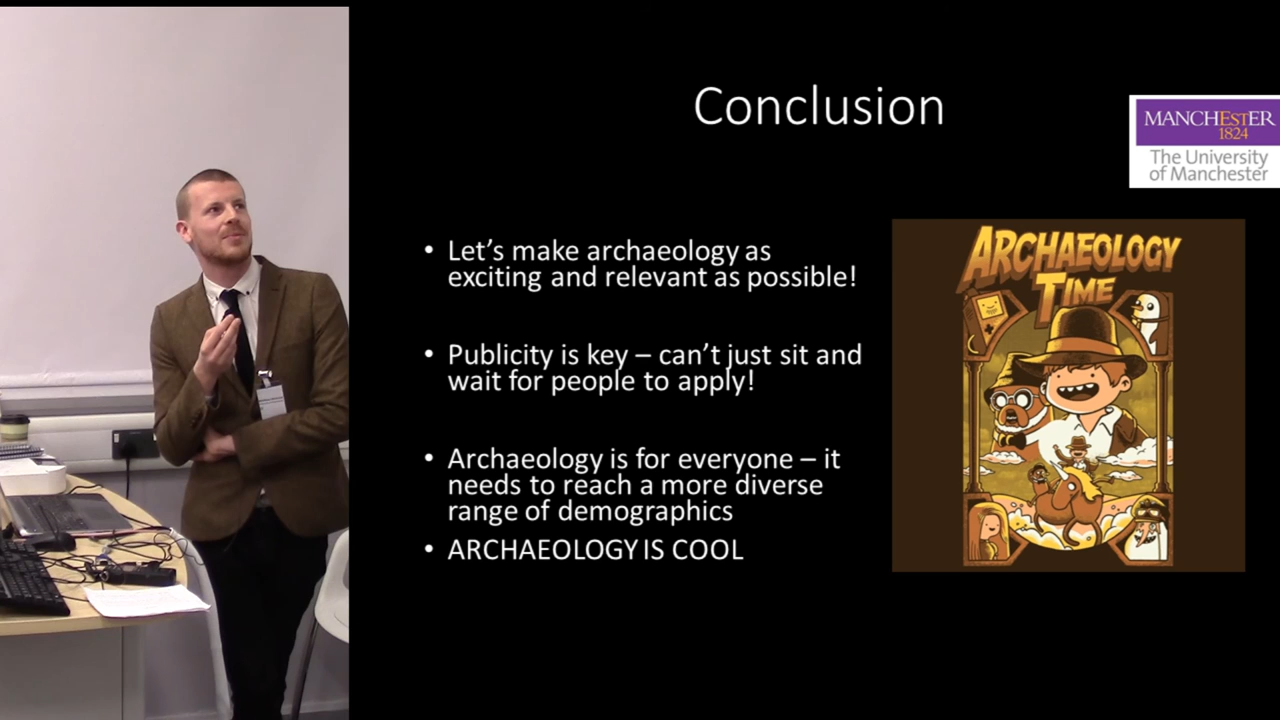 Conclusion
MANCHESTER
1824
The University
of Manchester
• Let's make archaeology as
exciting and relevant as possible!
• Publicity is key – can't just sit and
wait for people to apply!
• Archaeology is for everyone – it
needs to reach a more diverse
range of demographics
• ARCHAEOLOGY IS COOL
ARCHAEOLOGY
TIME